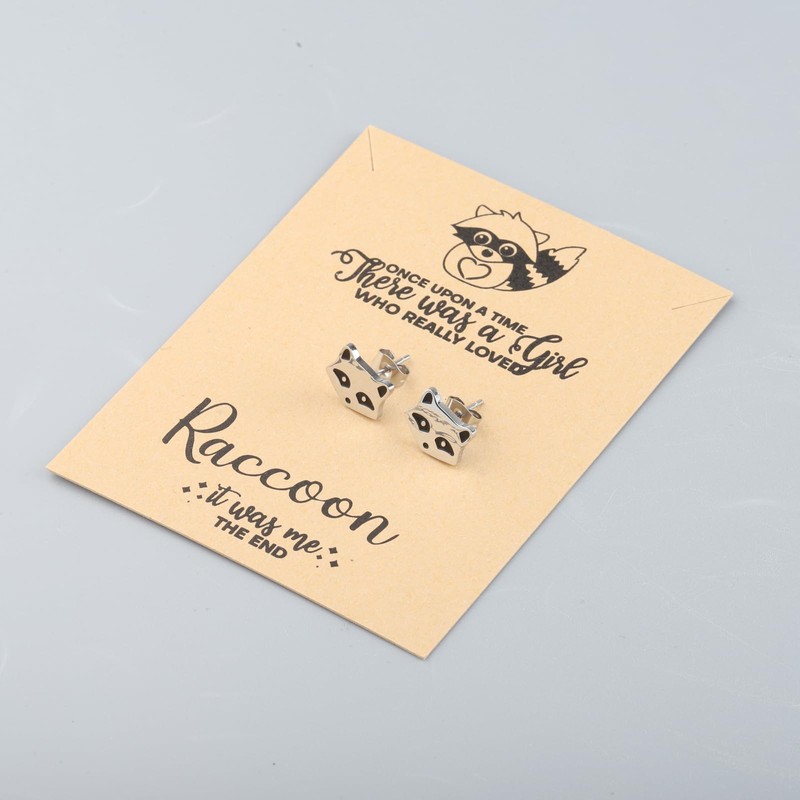 ONCE UPON A TIME
There was a Girl
WHO REALLY LOVED
Raccoon
it was me
THE END